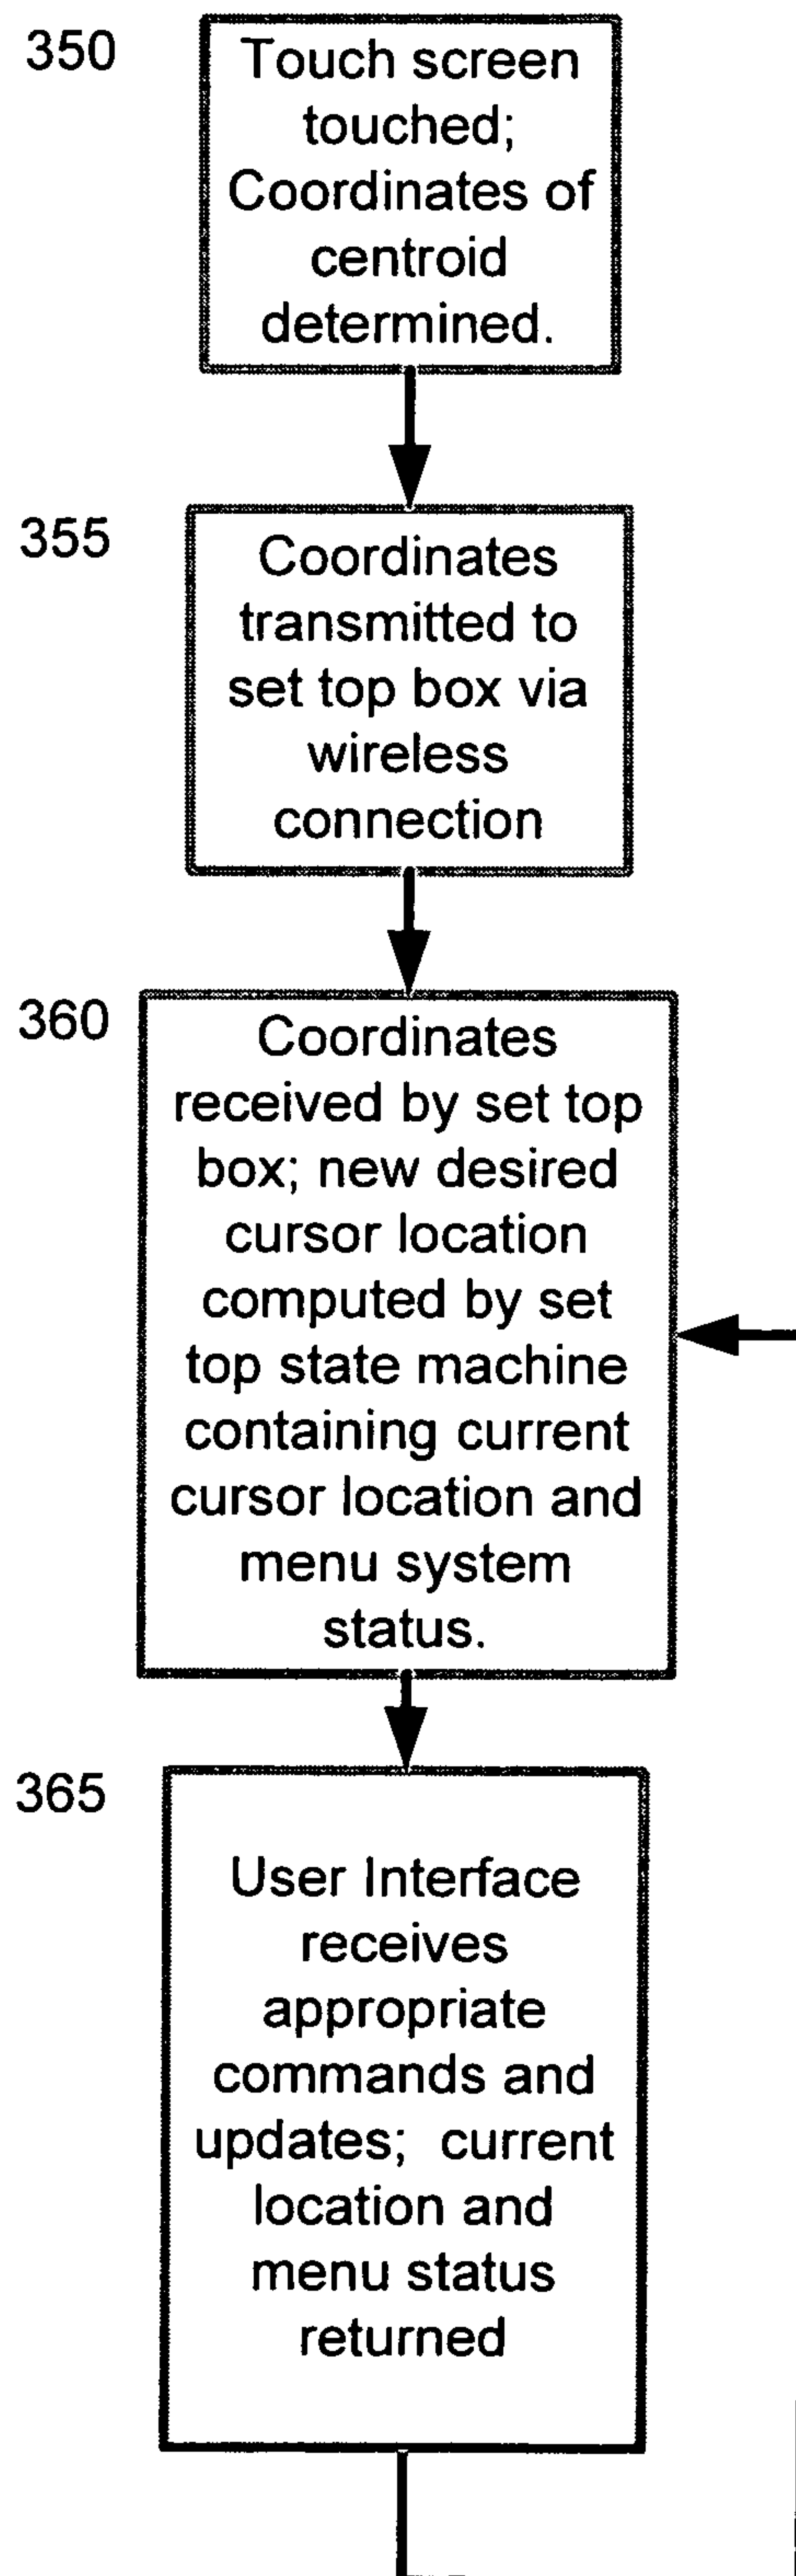 350
Touch screen
touched;
Coordinates of
centroid
determined.
355
Coordinates
transmitted to
set top box via
wireless
connection
360
Coordinates
received by set top
box; new desired
cursor location
computed by set
top state machine
containing current
cursor location and
menu system
status.
365
User Interface
receives
appropriate
commands and
updates;  current
location and
menu status
returned